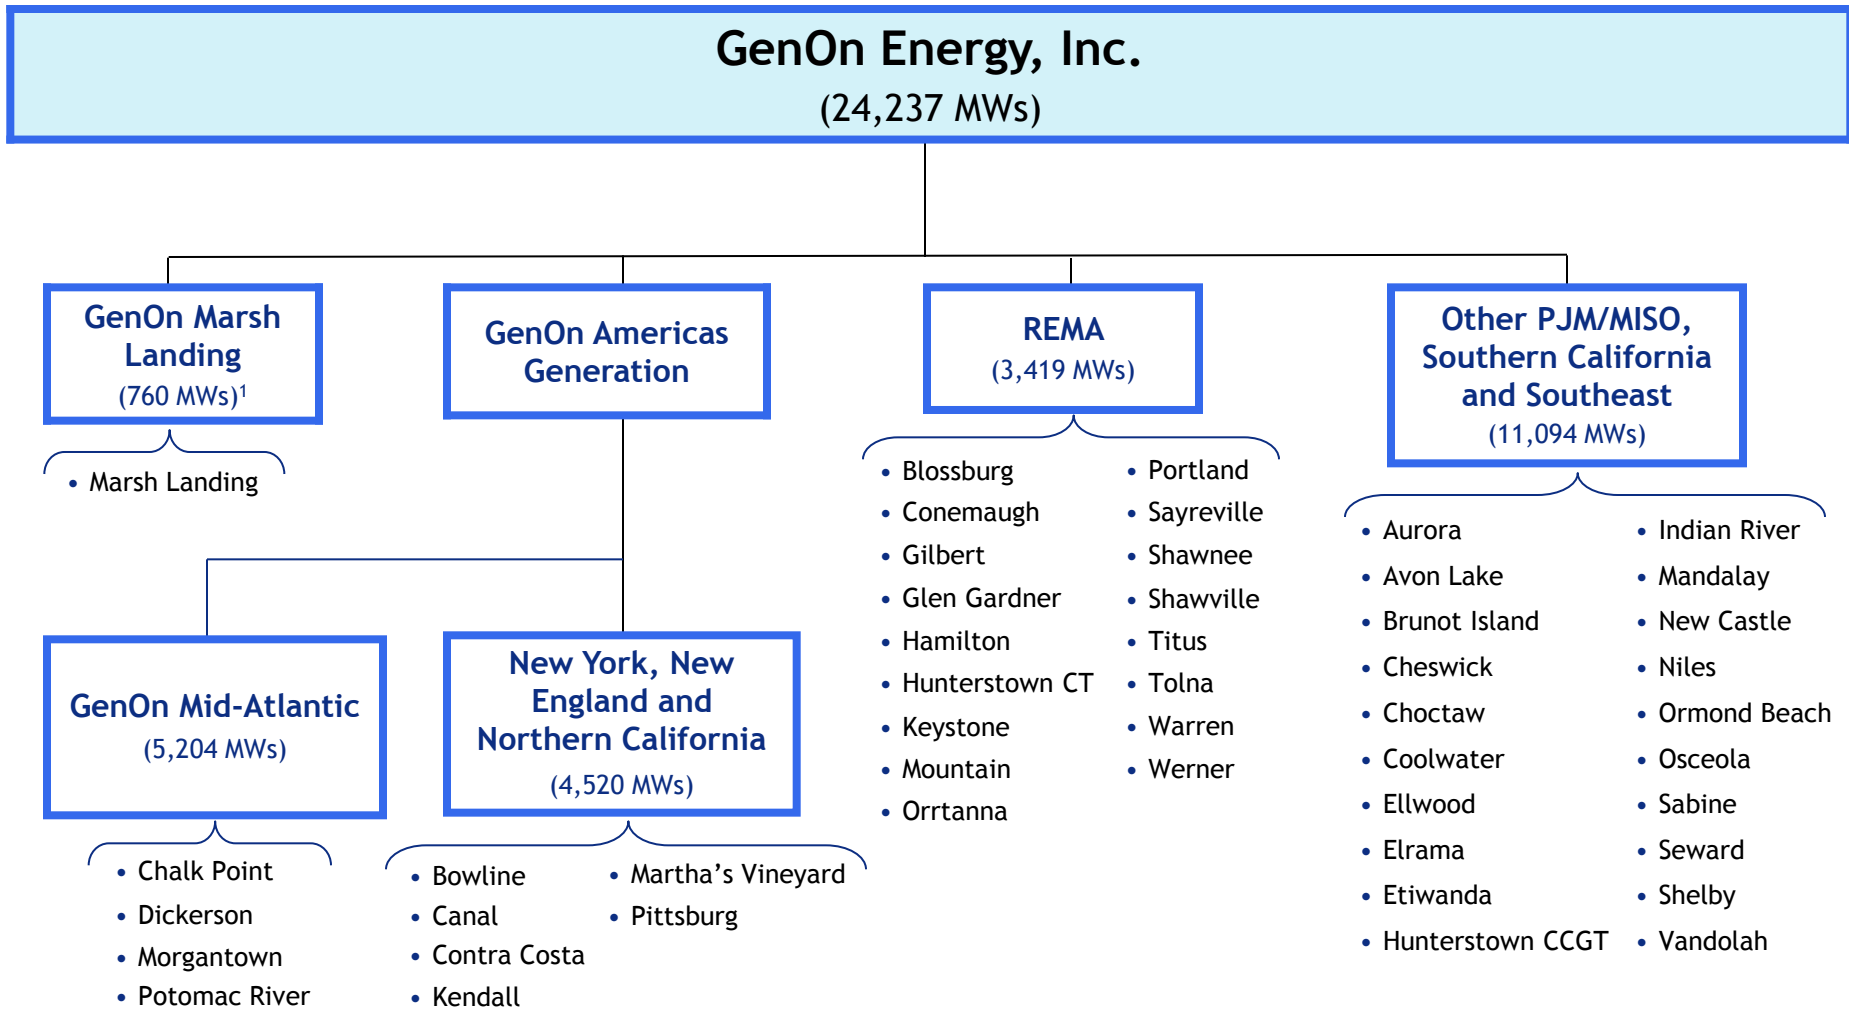 GenOn Energy, Inc.
(24,237 MWs)
GenOn Marsh
Landing
(760 MWs)¹
• Marsh Landing
GenOn Americas
Generation
REMA
(3,419 MWs)
• Blossburg
• Conemaugh
• Gilbert
• Glen Gardner
• Hamilton
• Hunterstown CT
• Keystone
• Mountain
• Orrtanna
• Portland
• Sayreville
• Shawnee
• Shawville
• Titus
• Tolna
• Warren
• Werner
Other PJM/MISO,
Southern California
and Southeast
(11,094 MWs)
• Aurora
• Avon Lake
• Brunot Island
• Cheswick
• Choctaw
• Coolwater
• Ellwood
• Elrama
• Etiwanda
• Hunterstown CCGT
• Indian River
• Mandalay
• New Castle
• Niles
• Ormond Beach
• Osceola
• Sabine
• Seward
• Shelby
• Vandolah
GenOn Mid-Atlantic
(5,204 MWs)
• Chalk Point
• Dickerson
• Morgantown
• Potomac River
New York, New
England and
Northern California
(4,520 MWs)
• Bowline
• Canal
• Contra Costa
• Kendall
• Martha’s Vineyard
• Pittsburg